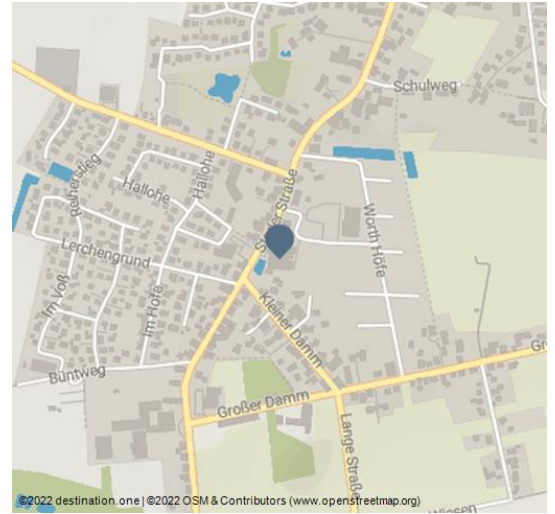 Schulweg
Reiherstieg
Hallohe
Hallohe
Worth Höfe
Lerchengrund
Im Voß
Im Hofe
Kleiner Damm
Büntweg
Großer Damm
Lange Straße
Wiesen
©2022 destination.one | ©2022 OSM & Contributors (www.openstreetmap.org)